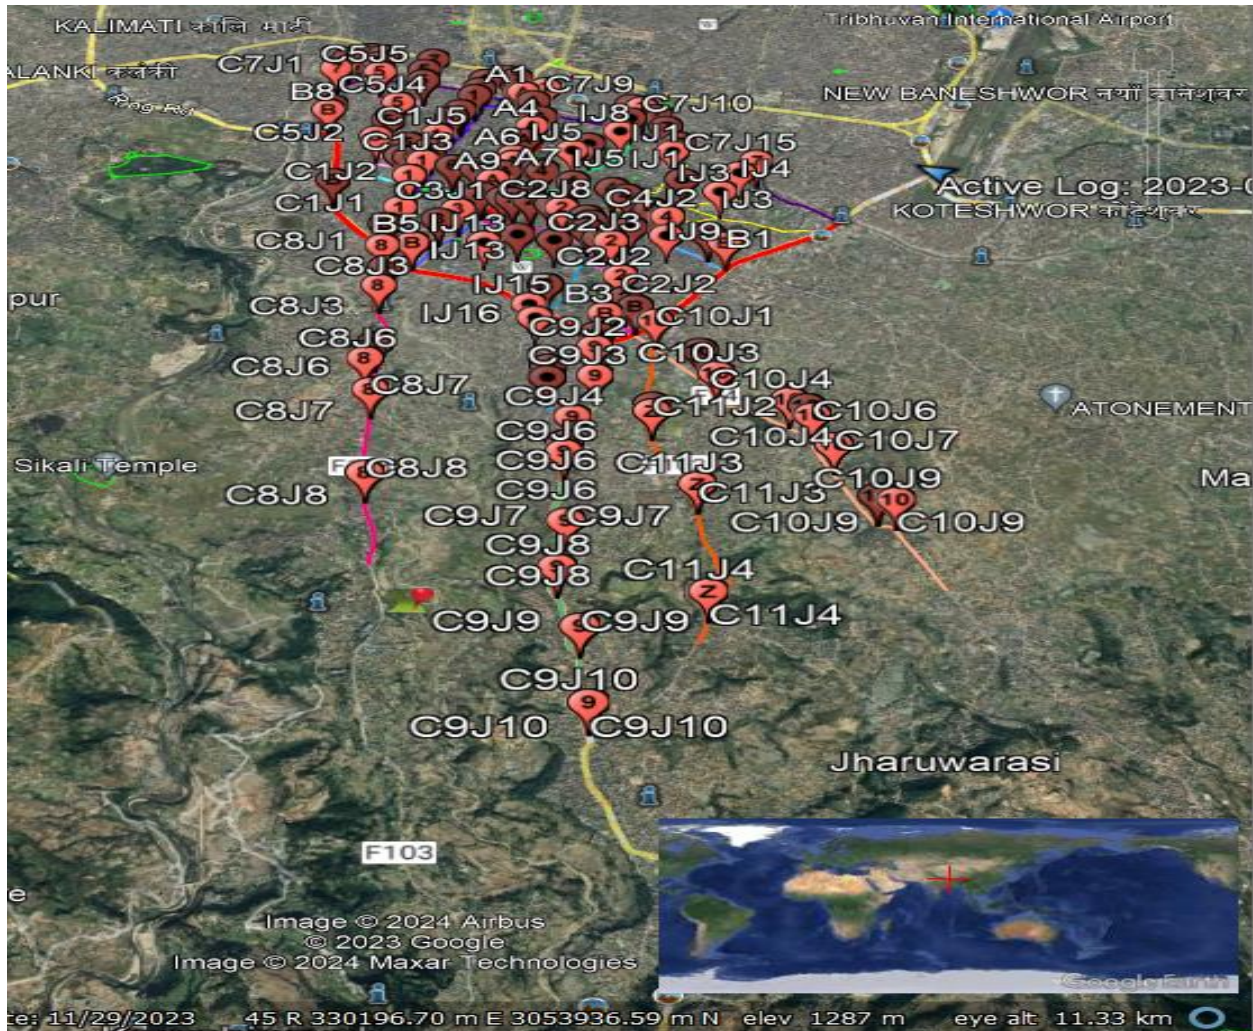 KALIMATI कालि माटी
Tribhuvan International Airport
C5J5
C7J1
ALANKI कलंकी
C5J4
A1
C7J9
B8
A4
IJ8
C7J10
NEW BANESHWOR नयाँ बानेश्वर
Ring Rd
C1J5
C5J2
C1J3
A6
IJ5
IJ1
C7J15
A9
A7
IJ5
IJ1
IJ4
C1J2
IJ3
C3J1
C2J8
C4J2
IJ3
Active Log: 2023-0
C1J1
KOTESHWOR कोटेश्वर
B5
IJ13
C2J3
IJ9
B1
C8J1
IJ13
C8J3
C2J2
IJ15
B3
C2J2
pur
C8J3
IJ16
C10J1
C9J2
C8J6
C9J3
C10J3
C8J6
C10J4
C8J7
C9J4
C11J2
C10J6
ATONEMENT
C8J7
C9J6
C10J4
C10J7
Sikali Temple
C8J8
C9J6
C11J3
C10J9
Ma
C8J8
C9J6
C11J3
C9J7
C9J7
C10J9
C10J9
C9J8
C9J8
C11J4
C9J9
C9J9
C11J4
C9J10
C9J10
C9J10
Jharuwarasi
F103
e
Image © 2024 Airbus
© 2023 Google
Image © 2024 Maxar Technologies
Google Earth
te: 11/29/2023 45 R 330196.70 m E 3053936.59 m N elev 1287 m eye alt 11.33 km